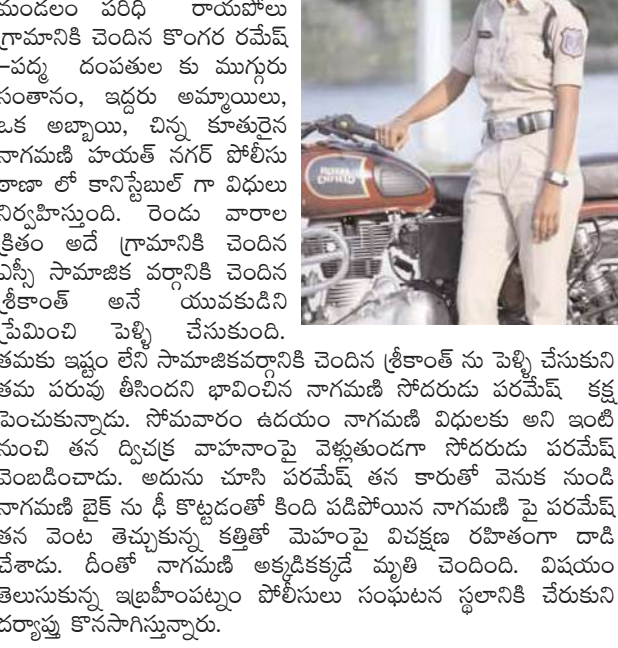 మండలం పరిధి రాయపోలు
గ్రామానికి చెందిన కొంగర రమేష్
–పద్మ దంపతుల కు ముగ్గురు
సంతానం, ఇద్దరు అమ్మాయిలు,
ఒక అబ్బాయి, చిన్న కూతురైన
నాగమణి హయత్ నగర్ పోలీసు
ఠాణా లో కానిస్టేబుల్ గా విధులు
నిర్వహిస్తుంది. రెండు వారాల
క్రితం అదే గ్రామానికి చెందిన
ఎస్సీ సామాజిక వర్గానికి చెందిన
శ్రీకాంత్ అనే యువకుడిని
ప్రేమించి పెళ్ళి చేసుకుంది.
తమకు ఇష్టం లేని సామాజికవర్గానికి చెందిన శ్రీకాంత్ ను పెళ్ళి చేసుకుని
తమ పరువు తీసిందని భావించిన నాగమణి సోదరుడు పరమేష్ కక్ష
పెంచుకున్నాడు. సోమవారం ఉదయం నాగమణి విధులకు అని ఇంటి
నుంచి తన ద్విచక్ర వాహనాంపై వెళ్లుతుండగా సోదరుడు పరమేష్
వెంబడించాడు. అదును చూసి పరమేష్ తన కారుతో వెనుక నుండి
నాగమణి బైక్ ను ఢీ కొట్టడంతో కింది పడిపోయిన నాగమణి పై పరమేష్
తన వెంట తెచ్చుకున్న కత్తితో మెహంపై విచక్షణ రహితంగా దాడి
చేశాడు. దీంతో నాగమణి అక్కడికక్కడే మృతి చెందింది. విషయం
తెలుసుకున్న ఇబ్రహీంపట్నం పోలీసులు సంఘటన స్థలానికి చేరుకుని
దర్యాప్తు కొనసాగిస్తున్నారు.
ROYAL
ENFIELD